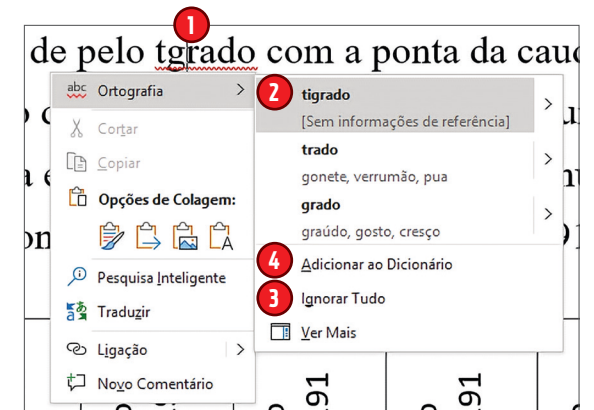 1
de pelo tgrado com a ponta da caud
abc Ortografia
Cortar
Copiar
Opções de Colagem:
Pesquisa Inteligente
Traduzir
Ligação
Novo Comentário
2
tigrado
[Sem informações de referência]
trado
gonete, verrumão, pua
grado
graúdo, gosto, cresço
4 Adicionar ao Dicionário
3 Ignorar Tudo
Ver Mais